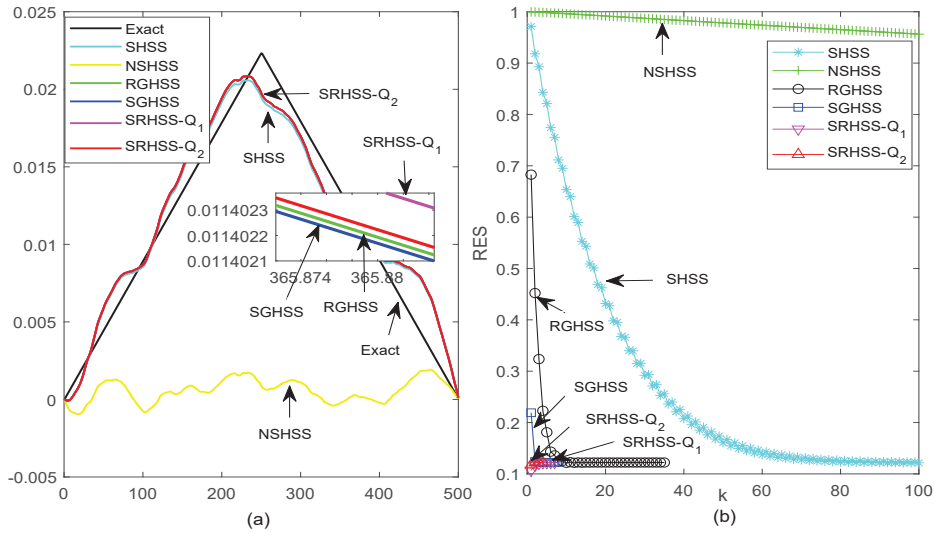 Exact
SHSS
NSHSS
RGHSS
SGHSS
SRHSS-Q1
SRHSS-Q2
0.025
0.02
0.015
0.01
0.005
0
-0.005
0
100
200
300
400
500
(a)
SRHSS-Q2
SHSS
SRHSS-Q1
0.0114023
0.0114022
0.0114021
365.874
365.88
SGHSS
RGHSS
Exact
NSHSS
RES
1
0.9
0.8
0.7
0.6
0.5
0.4
0.3
0.2
0.1
0
20
40
60
80
100
k
(b)
SHSS
NSHSS
RGHSS
SGHSS
SRHSS-Q1
SRHSS-Q2
NSHSS
SHSS
RGHSS
SGHSS
SRHSS-Q2
SRHSS-Q1